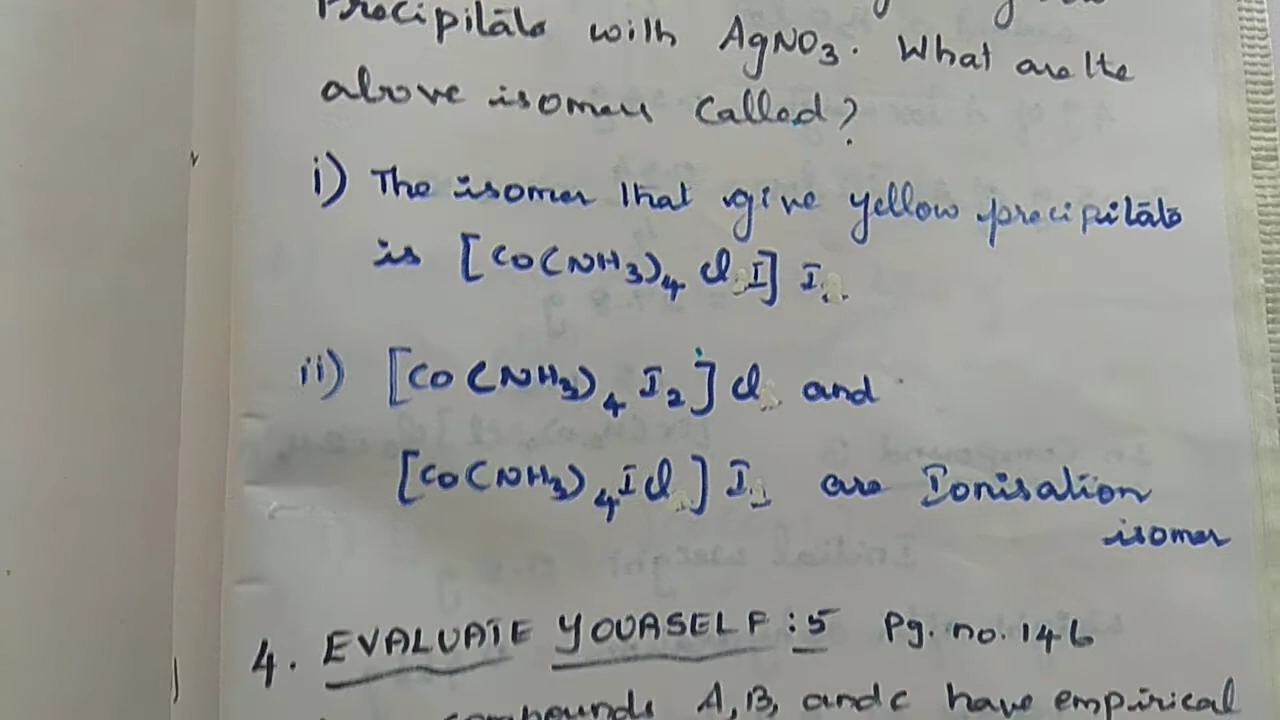 Precipitate with AgNO3. What are the
above isomers called?
i) The isomer that give yellow precipitate
is [Co(NH3)4 Cl I] I
ii) [Co(NH3)4 I2] Cl and
[Co(NH3)4 I Cl] I are Ionisation
isomer
4. EVALUATE YOURSELF : 5 Pg. no. 146
compounds A, B, and C have empirical